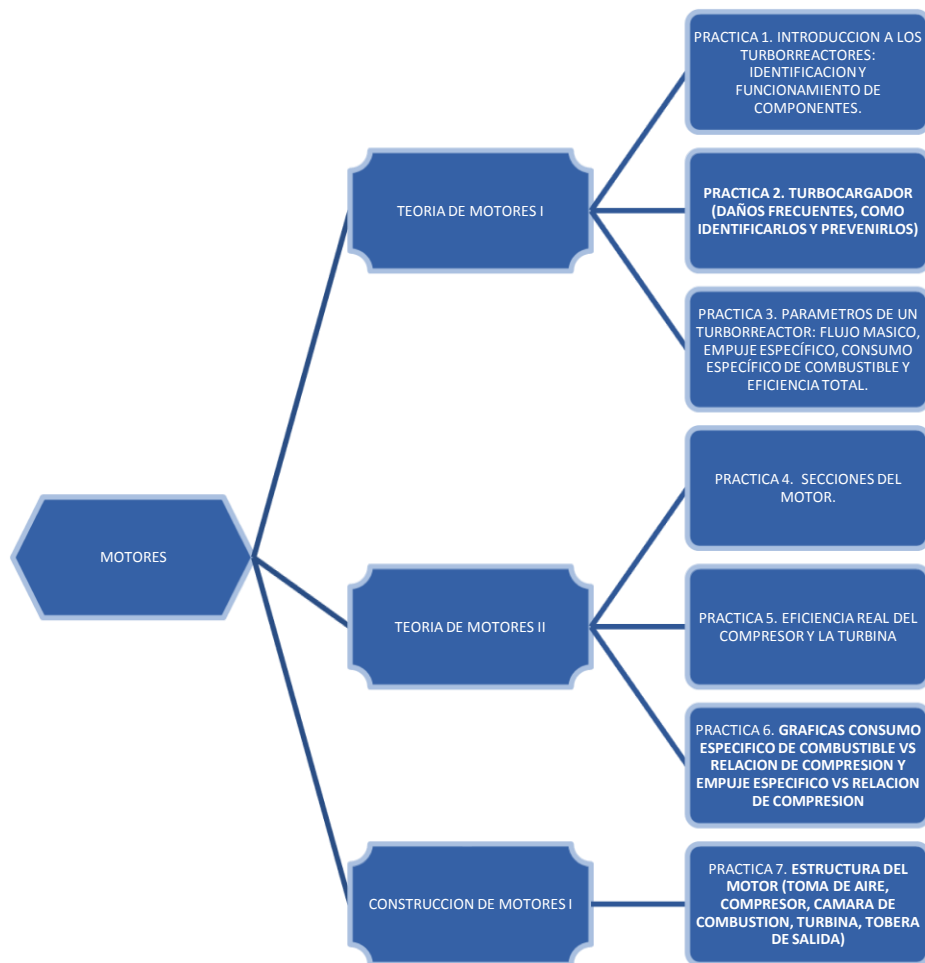 MOTORES
TEORIA DE MOTORES I
PRACTICA 1. INTRODUCCION A LOS
TURBORREACTORES:
IDENTIFICACION Y
FUNCIONAMIENTO DE
COMPONENTES.
PRACTICA 2. TURBOCARGADOR
(DAÑOS FRECUENTES, COMO
IDENTIFICARLOS Y PREVENIRLOS)
PRACTICA 3. PARAMETROS DE UN
TURBORREACTOR: FLUJO MASICO,
EMPUJE ESPECÍFICO, CONSUMO
ESPECÍFICO DE COMBUSTIBLE Y
EFICIENCIA TOTAL.
TEORIA DE MOTORES II
PRACTICA 4. SECCIONES DEL
MOTOR.
PRACTICA 5. EFICIENCIA REAL DEL
COMPRESOR Y LA TURBINA
PRACTICA 6. GRAFICAS CONSUMO
ESPECIFICO DE COMBUSTIBLE VS
RELACION DE COMPRESION Y
EMPUJE ESPECIFICO VS RELACION
DE COMPRESION
CONSTRUCCION DE MOTORES I
PRACTICA 7. ESTRUCTURA DEL
MOTOR (TOMA DE AIRE,
COMPRESOR, CAMARA DE
COMBUSTION, TURBINA, TOBERA
DE SALIDA)